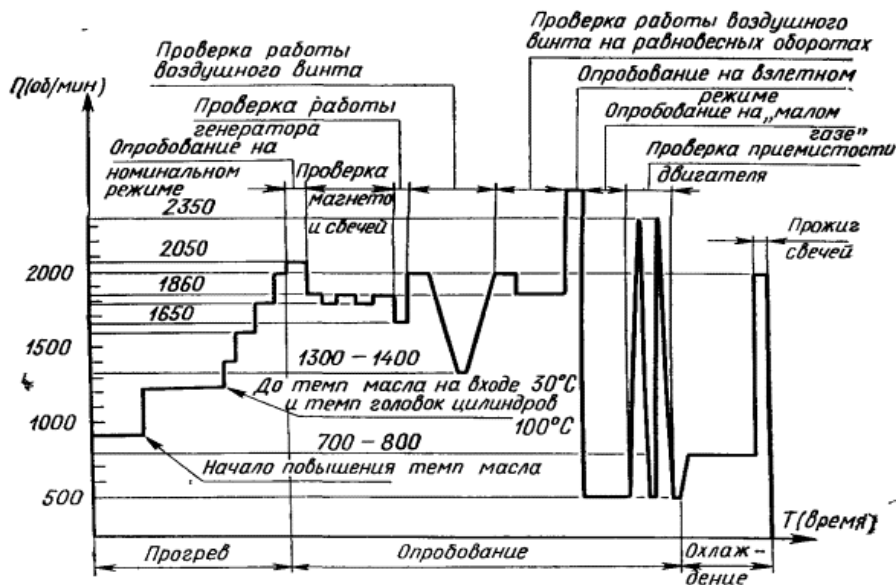 Проверка работы
воздушного винта
Проверка работы воздушного
винта на равновесных оборотах
Опробование на взлетном
режиме
n(об/мин)
Проверка работы
генератора
Опробование на „малом
газе"
Опробование на
номинальном
режиме
Проверка
магнето
и свечей
Проверка приемистости
двигателя
2350
2050
2000
1860
1650
1500
1300 – 1400
Прожиг
свечей
До темп масла на входе 30°С
и темп головок цилиндров
100°С
1000
700 – 800
Начало повышения темп масла
500
Т(время)
Прогрев
Опробование
Охлаж-
дение